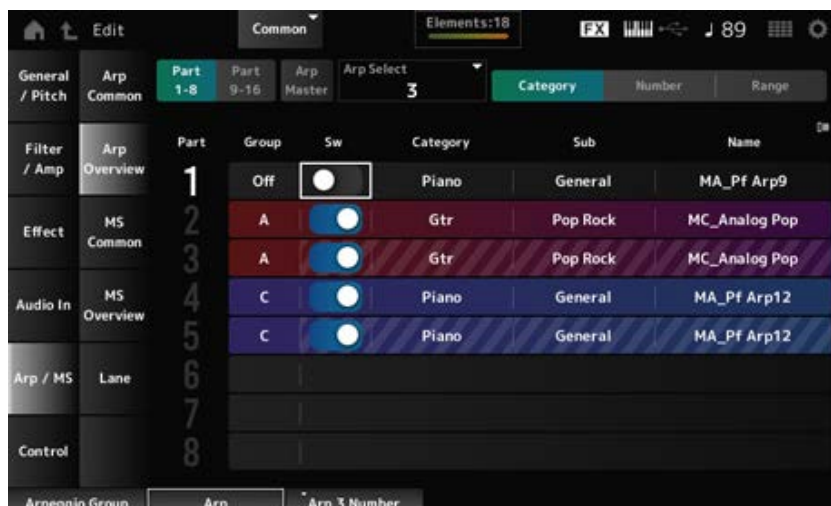 Edit
Common
Elements:18
FX
♩ 89
General / Pitch
Arp Common
Part 1-8
Part 9-16
Arp Master
Arp Select
3
Category
Number
Range
Filter / Amp
Arp Overview
Part Group Sw Category Sub Name
1 Off Piano General MA_Pf Arp9
Effect
MS Common
2 A Gtr Pop Rock MC_Analog Pop
3 A Gtr Pop Rock MC_Analog Pop
Audio In
MS Overview
4 C Piano General MA_Pf Arp12
5 C Piano General MA_Pf Arp12
Arp / MS
Lane
6
7
Control
8
Arpeggio Group
Arp
Arp 3 Number